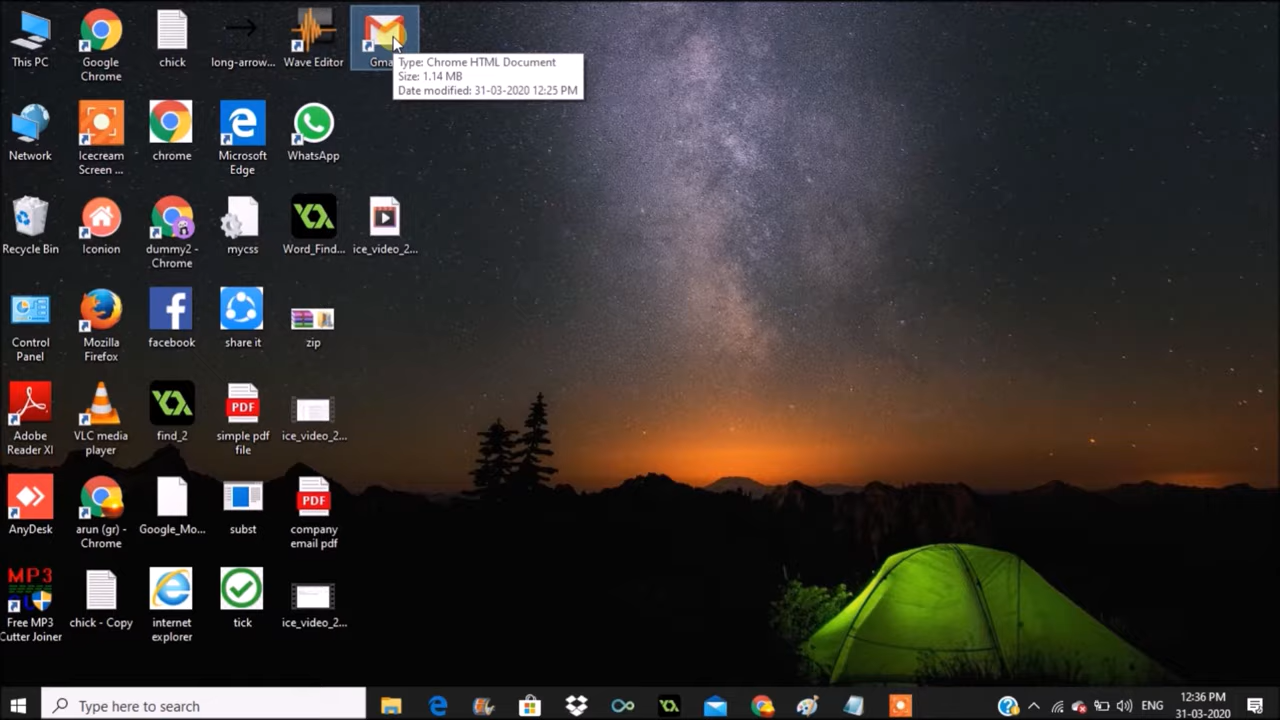 This PC
Google
Chrome
chick
long-arrow...
Wave Editor
Gma
Type: Chrome HTML Document
Size: 1.14 MB
Date modified: 31-03-2020 12:25 PM
Network
Icecream
Screen ...
chrome
Microsoft
Edge
WhatsApp
Recycle Bin
Iconion
dummy2 -
Chrome
mycss
Word_Find...
ice_video_2...
Control
Panel
Mozilla
Firefox
facebook
share it
zip
Adobe
Reader XI
VLC media
player
find_2
PDF
simple pdf
file
ice_video_2...
AnyDesk
arun (gr) -
Chrome
Google_Mo...
subst
PDF
company
email pdf
MP3
Free MP3
Cutter Joiner
chick - Copy
internet
explorer
tick
ice_video_2...
Type here to search
ENG
12:36 PM
31-03-2020